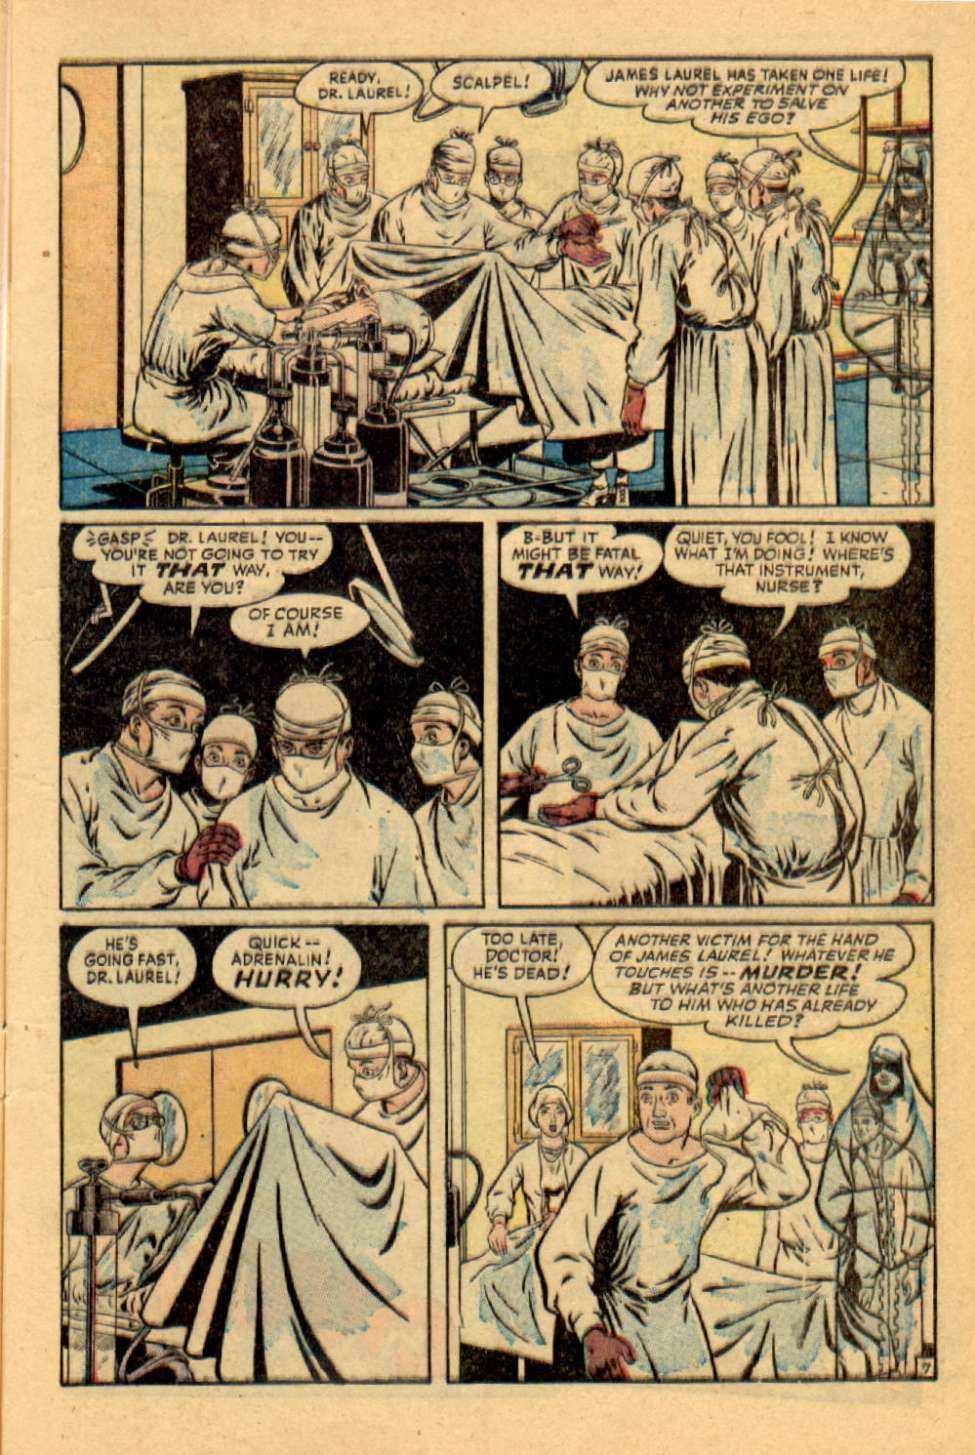 READY,
DR. LAUREL!
SCALPEL!
JAMES LAUREL HAS TAKEN ONE LIFE!
WHY NOT EXPERIMENT ON
ANOTHER TO SALVE
HIS EGO?
GASP DR. LAUREL! YOU--
YOU'RE NOT GOING TO TRY
IT THAT WAY,
ARE YOU?
OF COURSE
I AM!
B-BUT IT
MIGHT BE FATAL
THAT WAY!
QUIET, YOU FOOL! I KNOW
WHAT I'M DOING! WHERE'S
THAT INSTRUMENT,
NURSE?
HE'S
GOING FAST,
DR. LAUREL!
QUICK--
ADRENALIN!
HURRY!
TOO LATE,
DOCTOR!
HE'S DEAD!
ANOTHER VICTIM FOR THE HAND
OF JAMES LAUREL! WHATEVER HE
TOUCHES IS -- MURDER!
BUT WHAT'S ANOTHER LIFE
TO HIM WHO HAS ALREADY
KILLED?
7